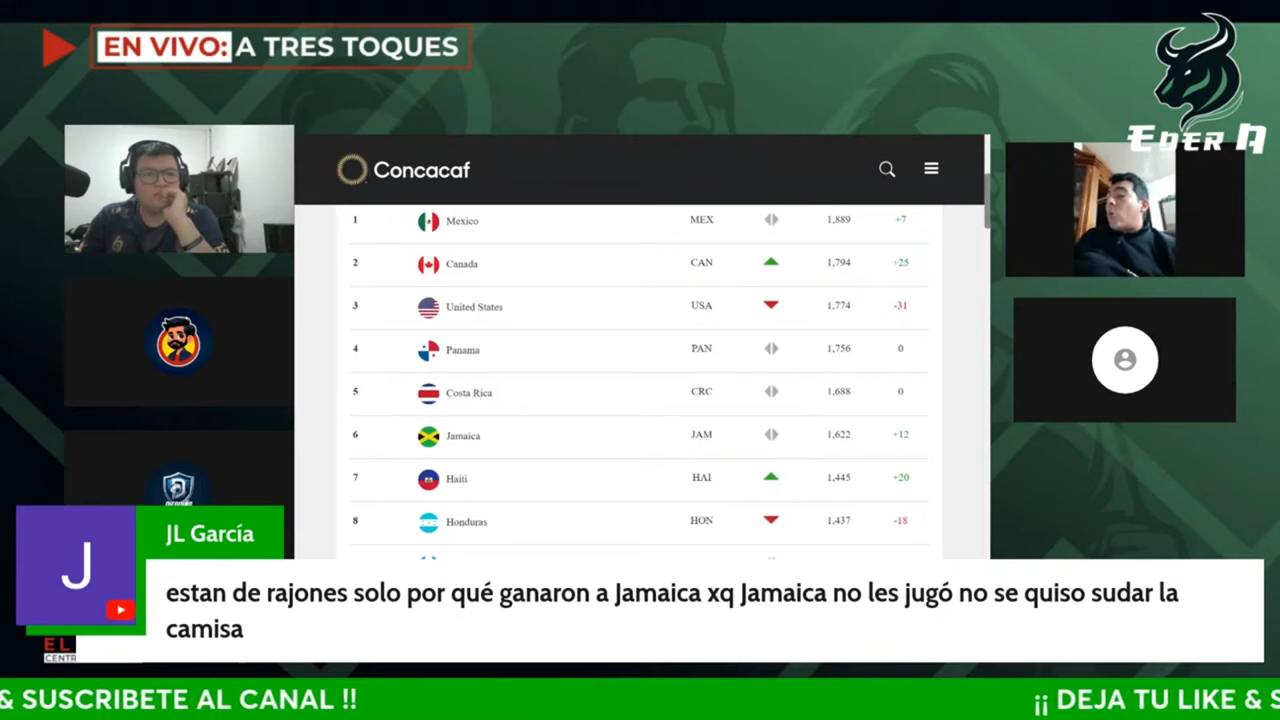 EN VIVO: A TRES TOQUES
EDER A
Concacaf
1 Mexico MEX 1,889 +7
2 Canada CAN 1,794 +25
3 United States USA 1,774 -31
4 Panama PAN 1,756 0
5 Costa Rica CRC 1,688 0
6 Jamaica JAM 1,622 +12
7 Haiti HAI 1,445 +20
8 Honduras HON 1,437 -18
J
JL García
estan de rajones solo por qué ganaron a Jamaica xq Jamaica no les jugó no se quiso sudar la
camisa
EL
CENTR
& SUSCRIBETE AL CANAL !!
¡¡ DEJA TU LIKE & S